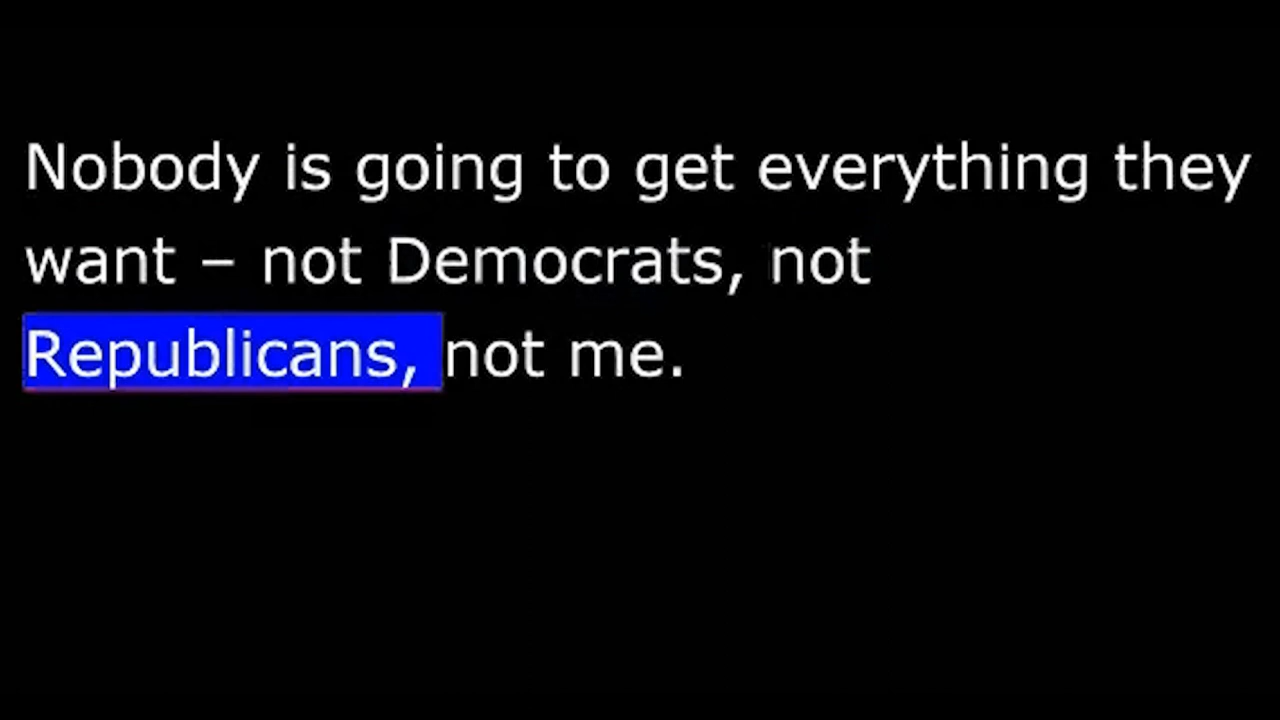 Nobody is going to get everything they
want – not Democrats, not
Republicans, not me.